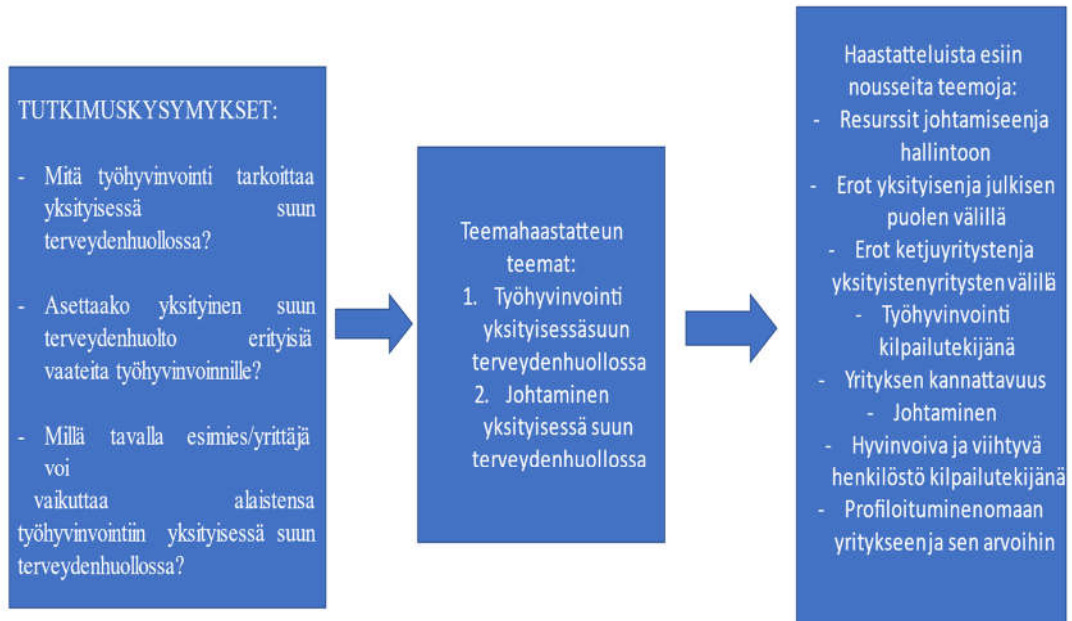 TUTKIMUSKYSYMYKSET:
- Mitä työhyvinvointi tarkoittaa
yksityisessä suun
terveydenhuollossa?
- Asettaako yksityinen suun
terveydenhuolto erityisiä
vaateita työhyvinvoinnille?
- Millä tavalla esimies/yrittäjä
voi
vaikuttaa alaistensa
työhyvinvointiin yksityisessä suun
terveydenhuollossa?
Teemahaastatteun
teemat:
1. Työhyvinvointi
yksityisessäsuun
terveydenhuollossa
2. Johtaminen
yksityisessä suun
terveydenhuollossa
Haastatteluista esiin
nousseita teemoja:
- Resurssit johtamiseenja
hallintoon
- Erot yksityisenja julkisen
puolen välillä
- Erot ketjuyritystenja
yksityistenyritysten välillä
- Työhyvinvointi
kilpailutekijänä
- Yrityksen kannattavuus
- Johtaminen
- Hyvinvoiva ja viihtyvä
henkilöstö kilpailutekijänä
- Profiloituminenomaan
yritykseenja sen arvoihin